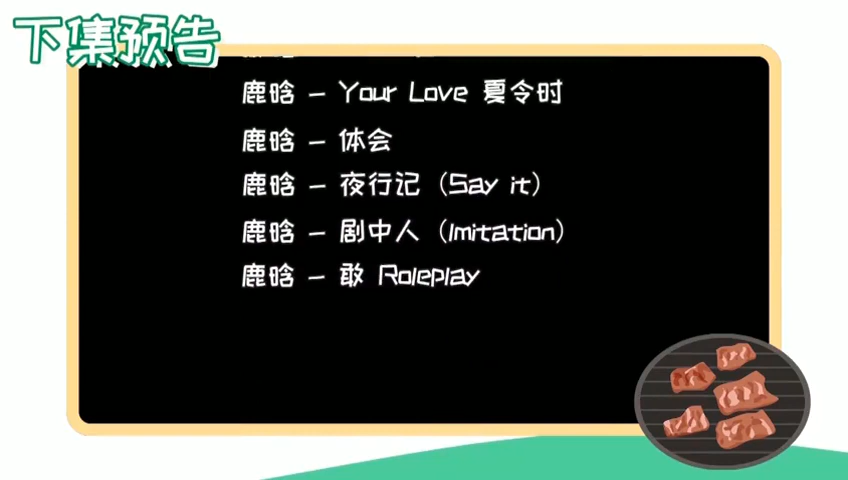 下集预告
鹿晗 - Your Love 夏令时
鹿晗 - 体会
鹿晗 - 夜行记 (Say it)
鹿晗 - 剧中人 (Imitation)
鹿晗 - 敢 Roleplay